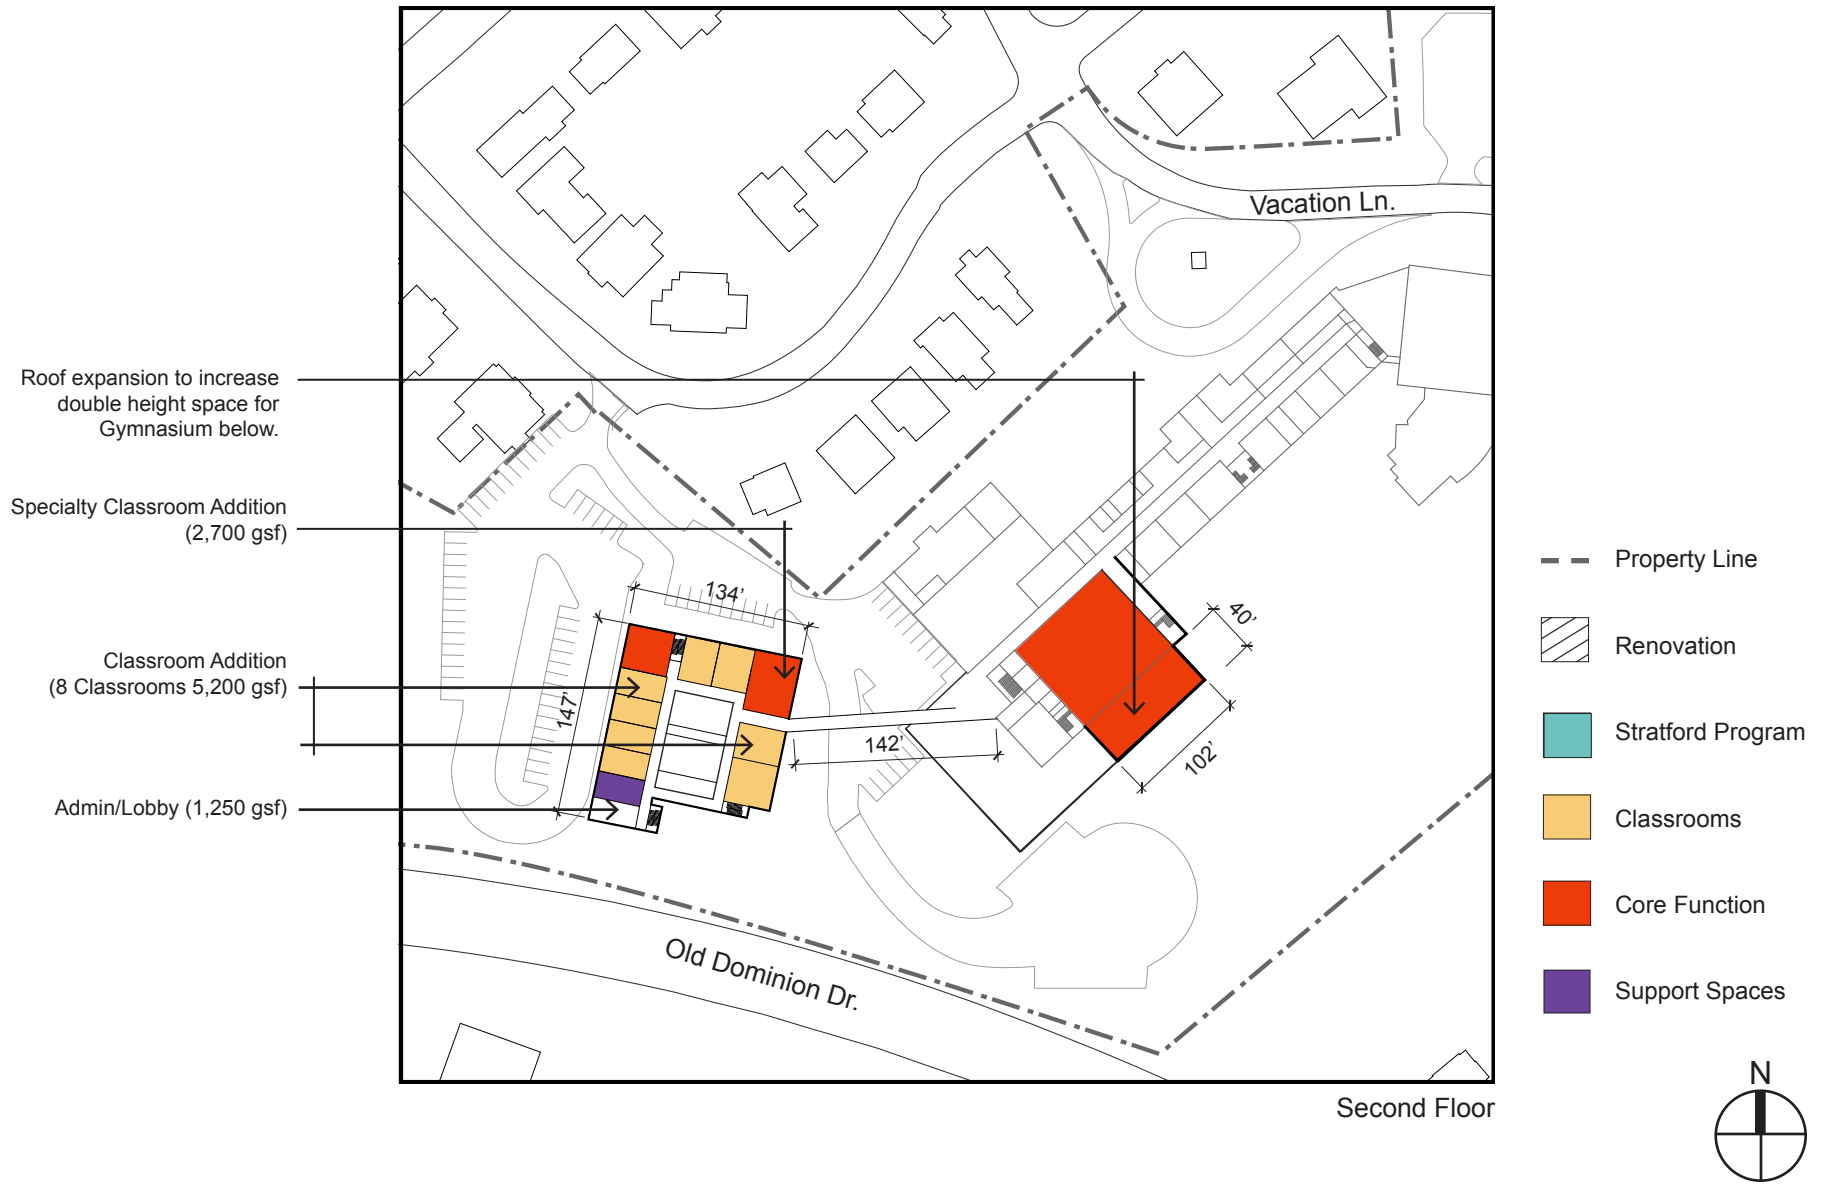 Vacation Ln.
Roof expansion to increase
double height space for
Gymnasium below.
Specialty Classroom Addition
(2,700 gsf)
Classroom Addition
(8 Classrooms 5,200 gsf)
Admin/Lobby (1,250 gsf)
134’
147’
142’
40’
102’
Old Dominion Dr.
Property Line
Renovation
Stratford Program
Classrooms
Core Function
Support Spaces
N
Second Floor